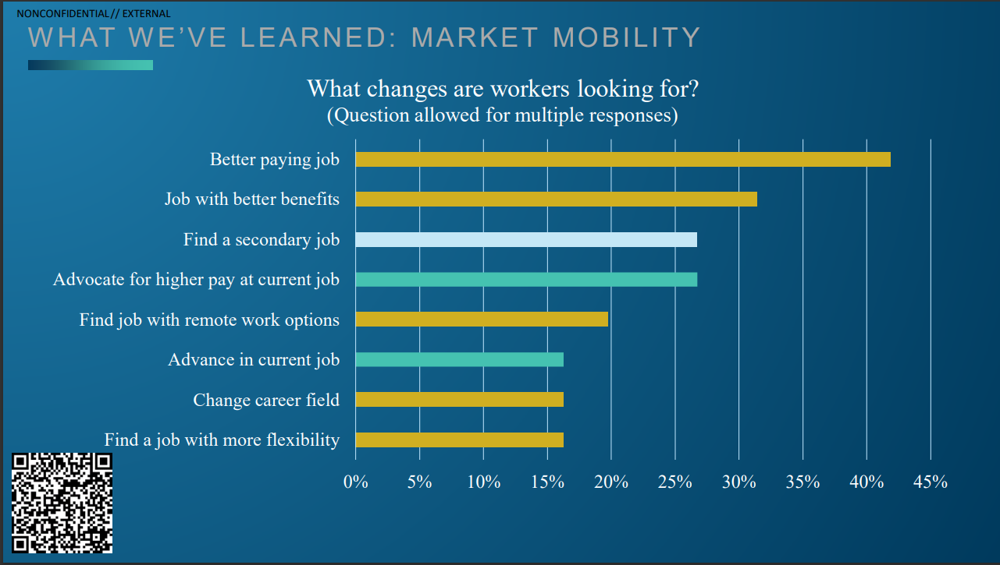 NONCONFIDENTIAL// EXTERNAL
WHAT WE’VE LEARNED: MARKET MOBILITY
What changes are workers looking for?
(Question allowed for multiple responses)
Better paying job
Job with better benefits
Find a secondary job
Advocate for higher pay at current job
Find job with remote work options
Advance in current job
Change career field
Find a job with more flexibility
0% 5% 10% 15% 20% 25% 30% 35% 40% 45%